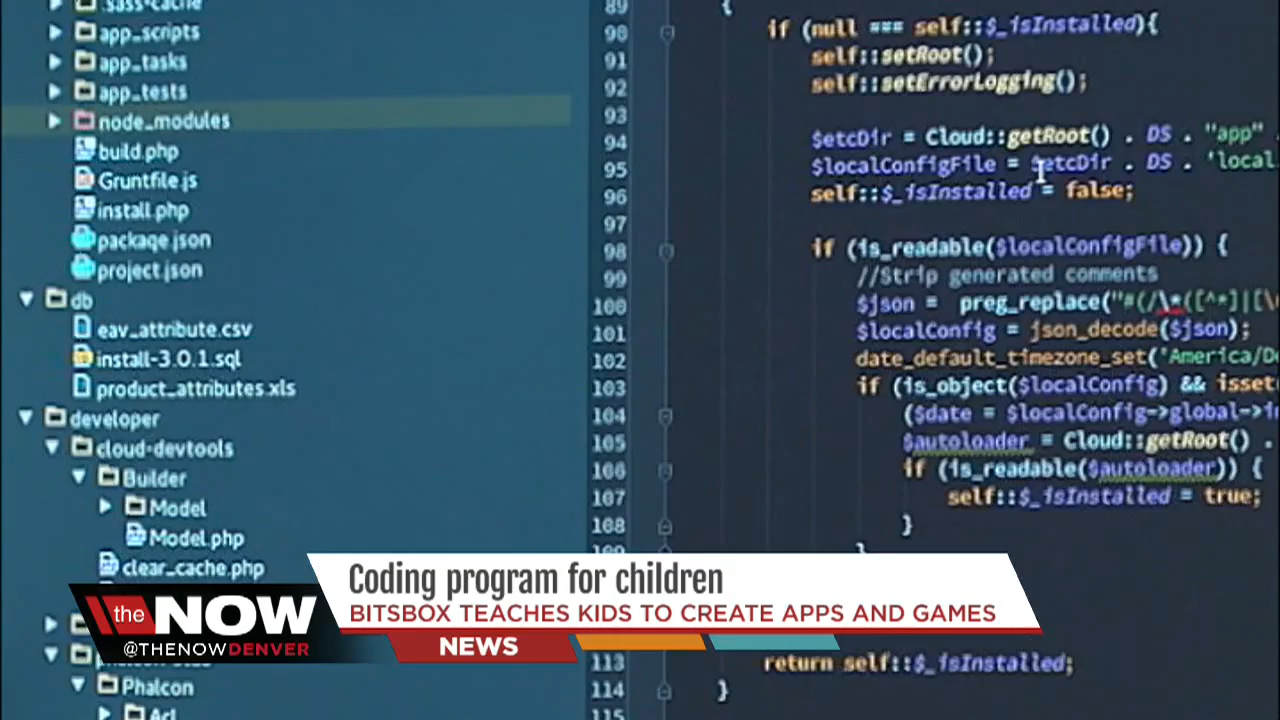 .sass-cache
app_scripts
app_tasks
app_tests
node_modules
build.php
Gruntfile.js
install.php
package.json
project.json
db
eav_attribute.csv
install-3.0.1.sql
product_attributes.xls
developer
cloud-devtools
Builder
Model
Model.php
clear_cache.php
Phalcon
89 {
90 if (null === self::$_isInstalled){
91 self::setRoot();
92 self::setErrorLogging();
93
94 $etcDir = Cloud::getRoot() . DS . "app"
95 $localConfigFile = $etcDir . DS . 'local
96 self::$_isInstalled = false;
97
98 if (is_readable($localConfigFile)) {
99 //Strip generated comments
100 $json = preg_replace("#(/\*([^*]|[\
101 $localConfig = json_decode($json);
102 date_default_timezone_set('America/De
103 if (is_object($localConfig) && isset
104 ($date = $localConfig->global->i
105 $autoloader = Cloud::getRoot() .
106 if (is_readable($autoloader)) {
107 self::$_isInstalled = true;
108 }
109 }
113 return self::$_isInstalled;
114 }
115
Coding program for children
BITSBOX TEACHES KIDS TO CREATE APPS AND GAMES
the NOW
@THENOWDENVER
NEWS